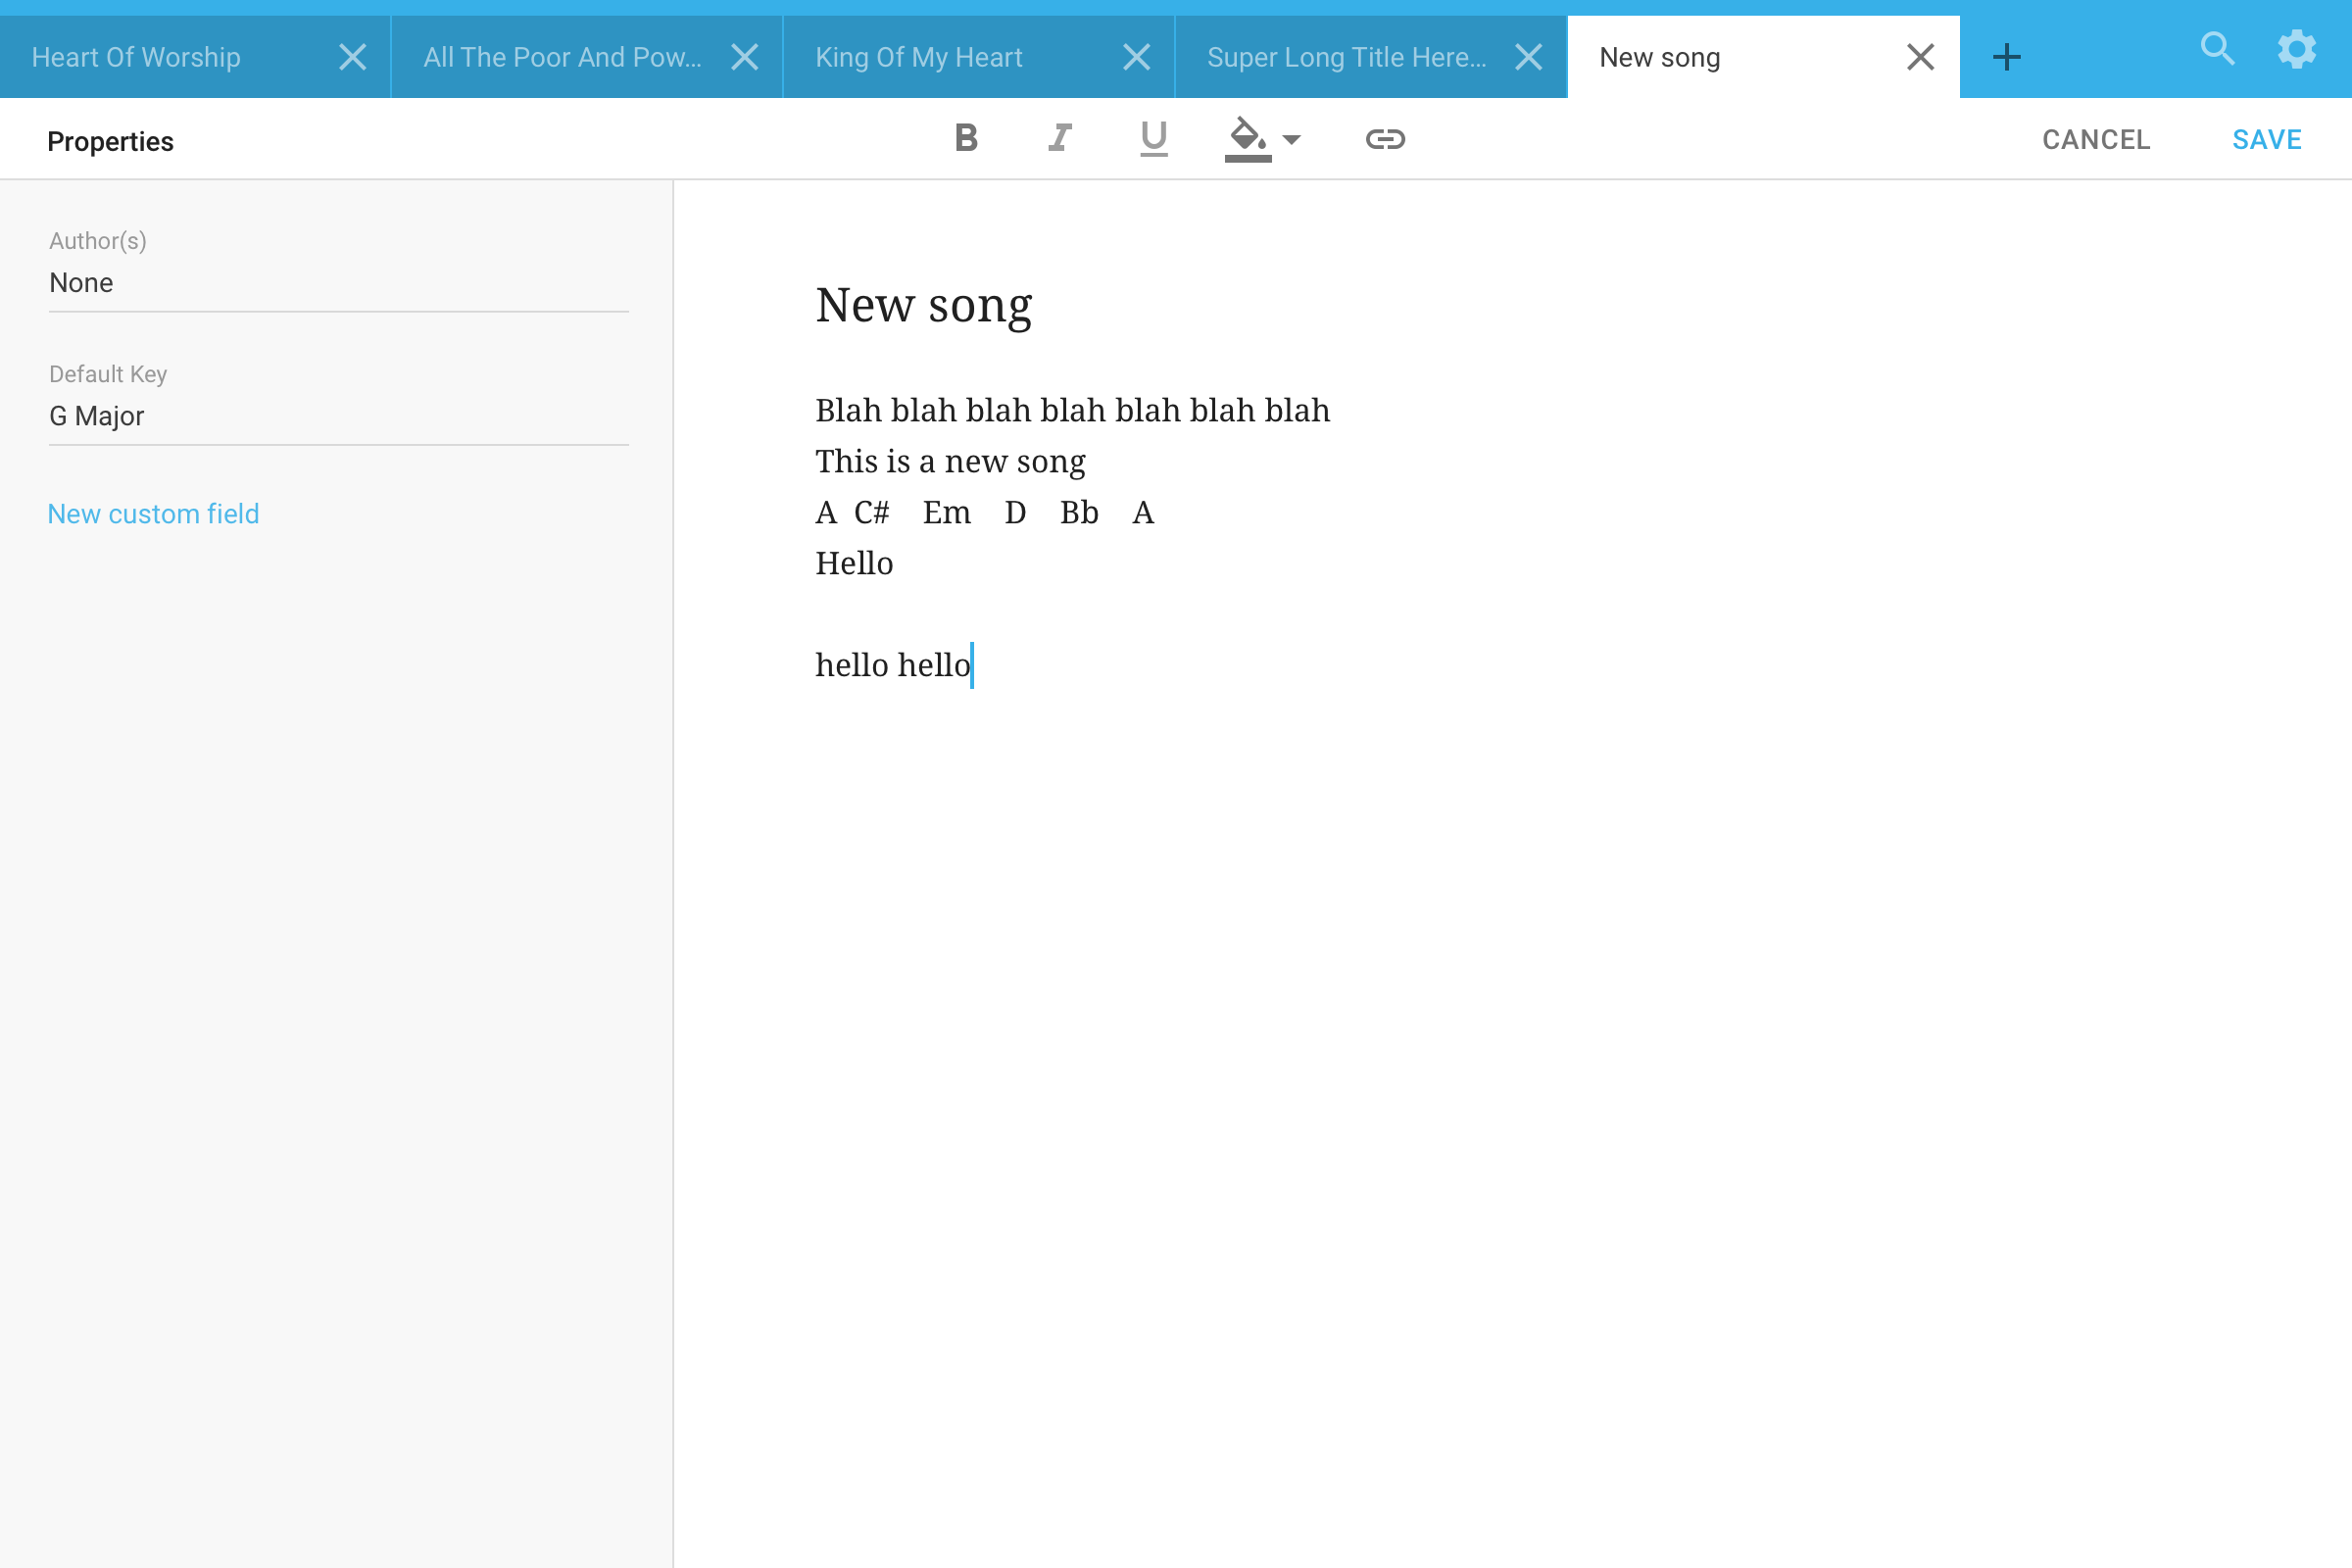 Heart Of Worship
All The Poor And Pow...
King Of My Heart
Super Long Title Here...
New song
Properties
B I U
CANCEL
SAVE
Author(s)
None
Default Key
G Major
New custom field
New song
Blah blah blah blah blah blah blah
This is a new song
A  C#    Em    D    Bb    A
Hello
hello hello